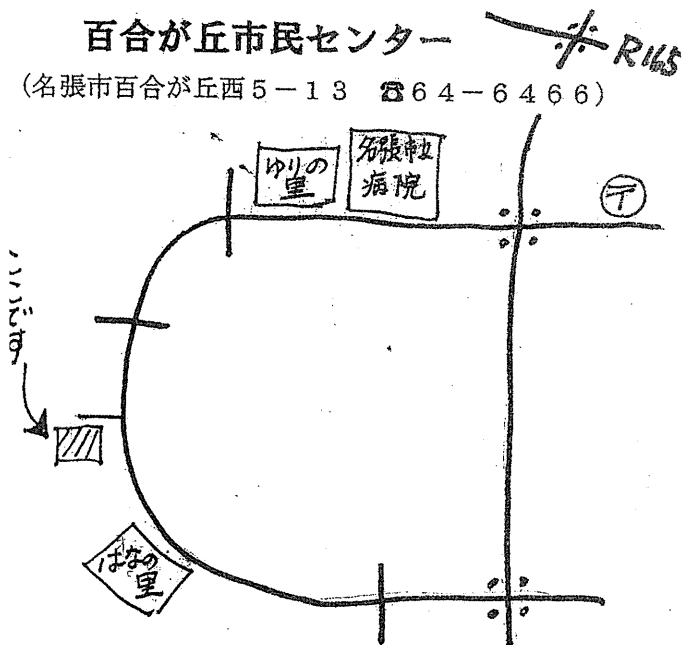 百合が丘市民センター
R165
(名張市百合が丘西5-13 ☎64-6466)
ゆりの
里
名張市立
病院
〒
ここです
はなの
里